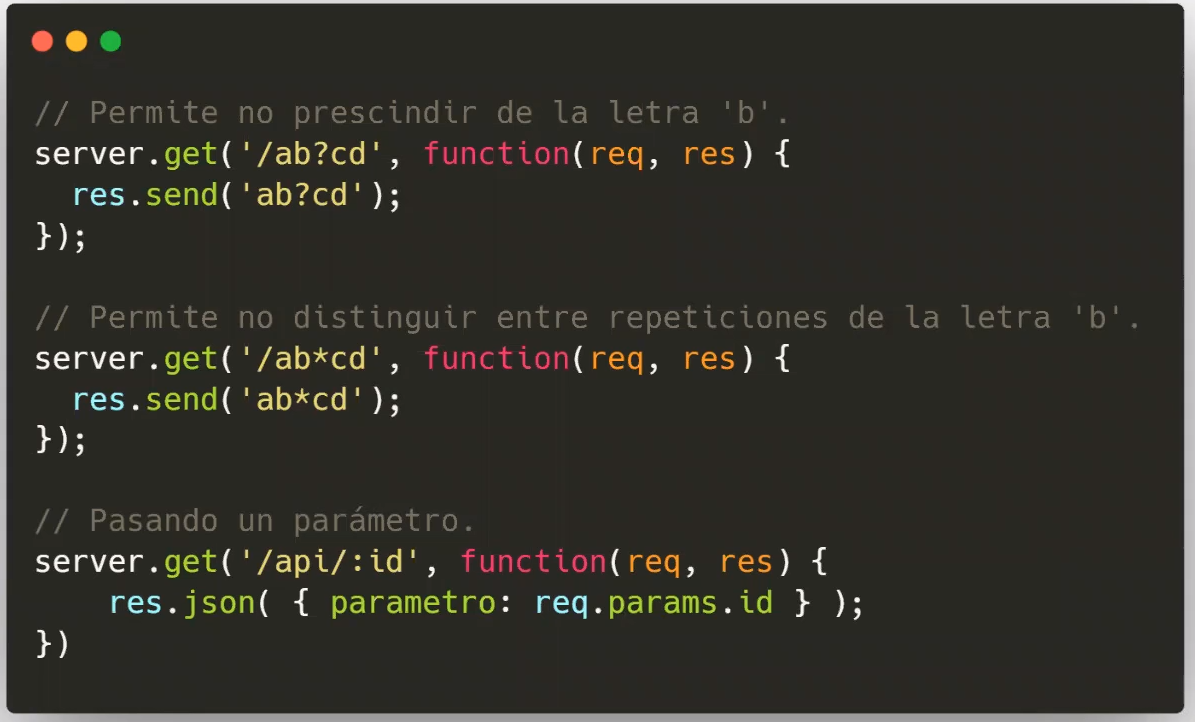 // Permite no prescindir de la letra 'b'.
server.get('/ab?cd', function(req, res) {
  res.send('ab?cd');
});

// Permite no distinguir entre repeticiones de la letra 'b'.
server.get('/ab*cd', function(req, res) {
  res.send('ab*cd');
});

// Pasando un parámetro.
server.get('/api/:id', function(req, res) {
    res.json( { parametro: req.params.id } );
})